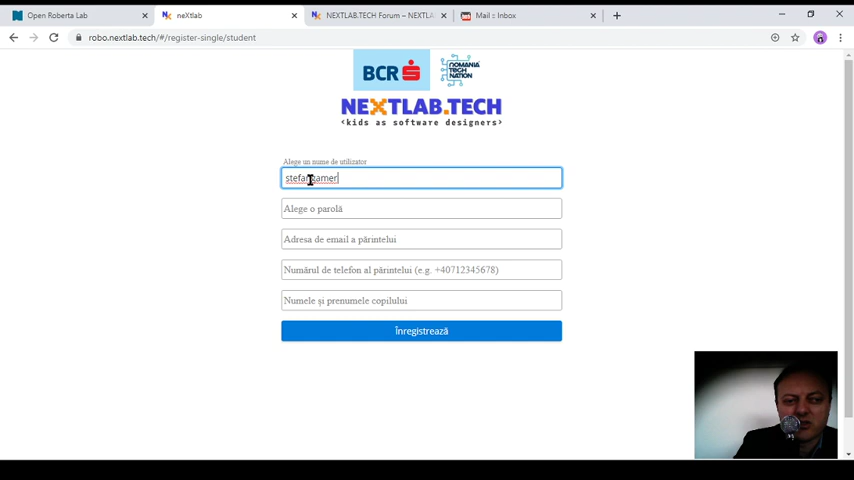 Open Roberta Lab
neXtlab
NEXTLAB.TECH Forum – NEXTLA
Mail :: Inbox
robo.nextlab.tech/#/register-single/student
BCR
ROMANIA
TECH
NATION
NEXTLAB.TECH
<kids as software designers>
Alege un nume de utilizator
stefangamer
Alege o parolă
Adresa de email a părintelui
Numărul de telefon al părintelui (e.g. +40712345678)
Numele și prenumele copilului
Înregistrează